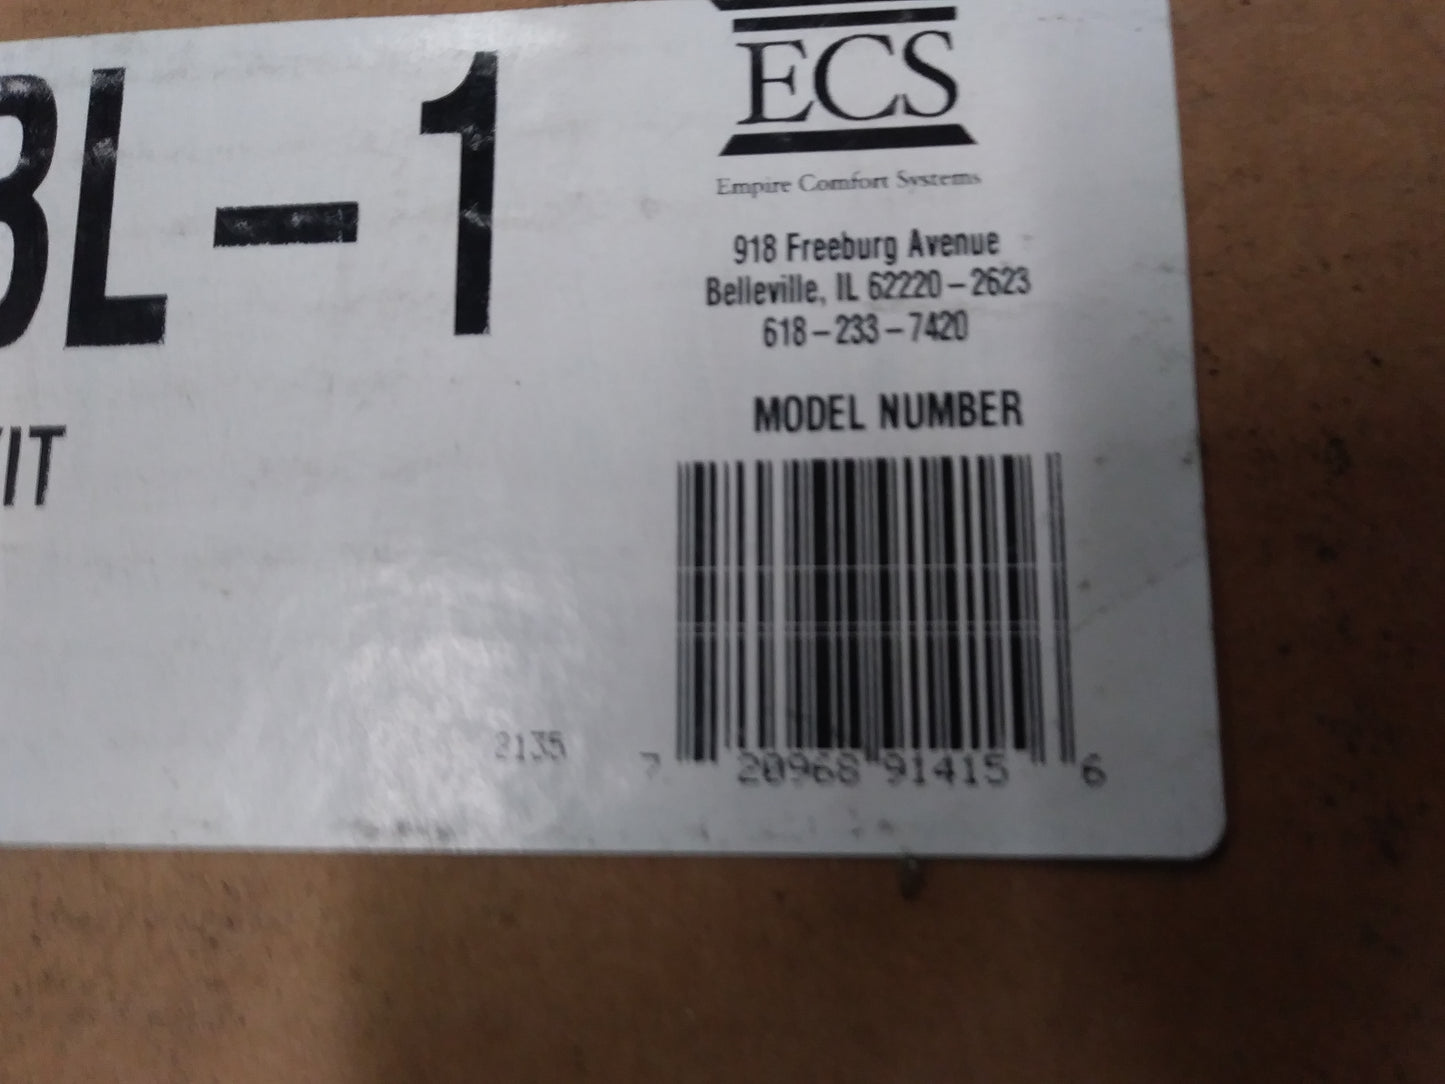 BL-1
IT
ECS
Empire Comfort Systems
918 Freeburg Avenue
Belleville, IL 62220-2623
618-233-7420
MODEL NUMBER
2135
7 20968 91415 6